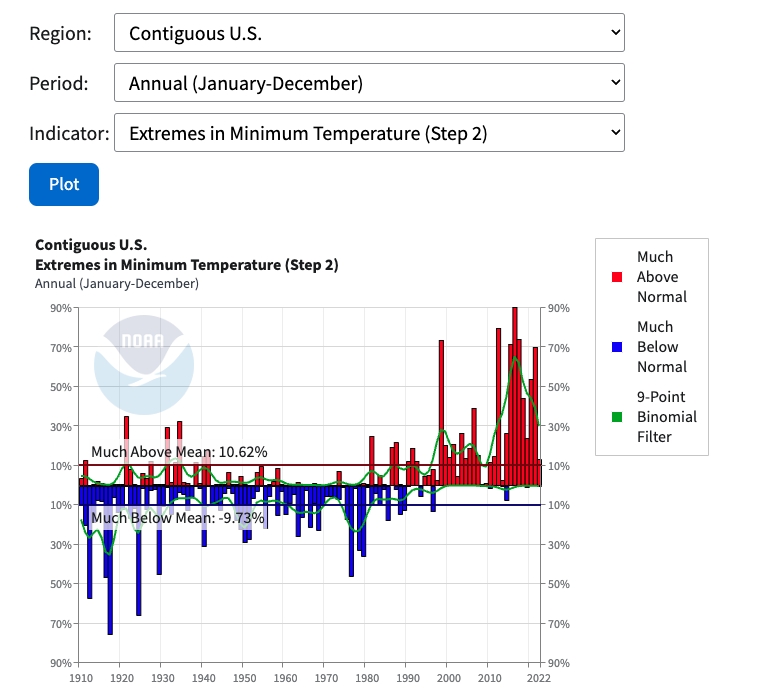 Region: Contiguous U.S.
Period: Annual (January-December)
Indicator: Extremes in Minimum Temperature (Step 2)
Plot
Contiguous U.S.
Extremes in Minimum Temperature (Step 2)
Annual (January-December)
NOAA
90%
70%
50%
30%
10%
10%
30%
50%
70%
90%
Much Above Mean: 10.62%
Much Below Mean: -9.73%
90%
70%
50%
30%
10%
10%
30%
50%
70%
90%
1910 1920 1930 1940 1950 1960 1970 1980 1990 2000 2010 2022
Much
Above
Normal
Much
Below
Normal
9-Point
Binomial
Filter